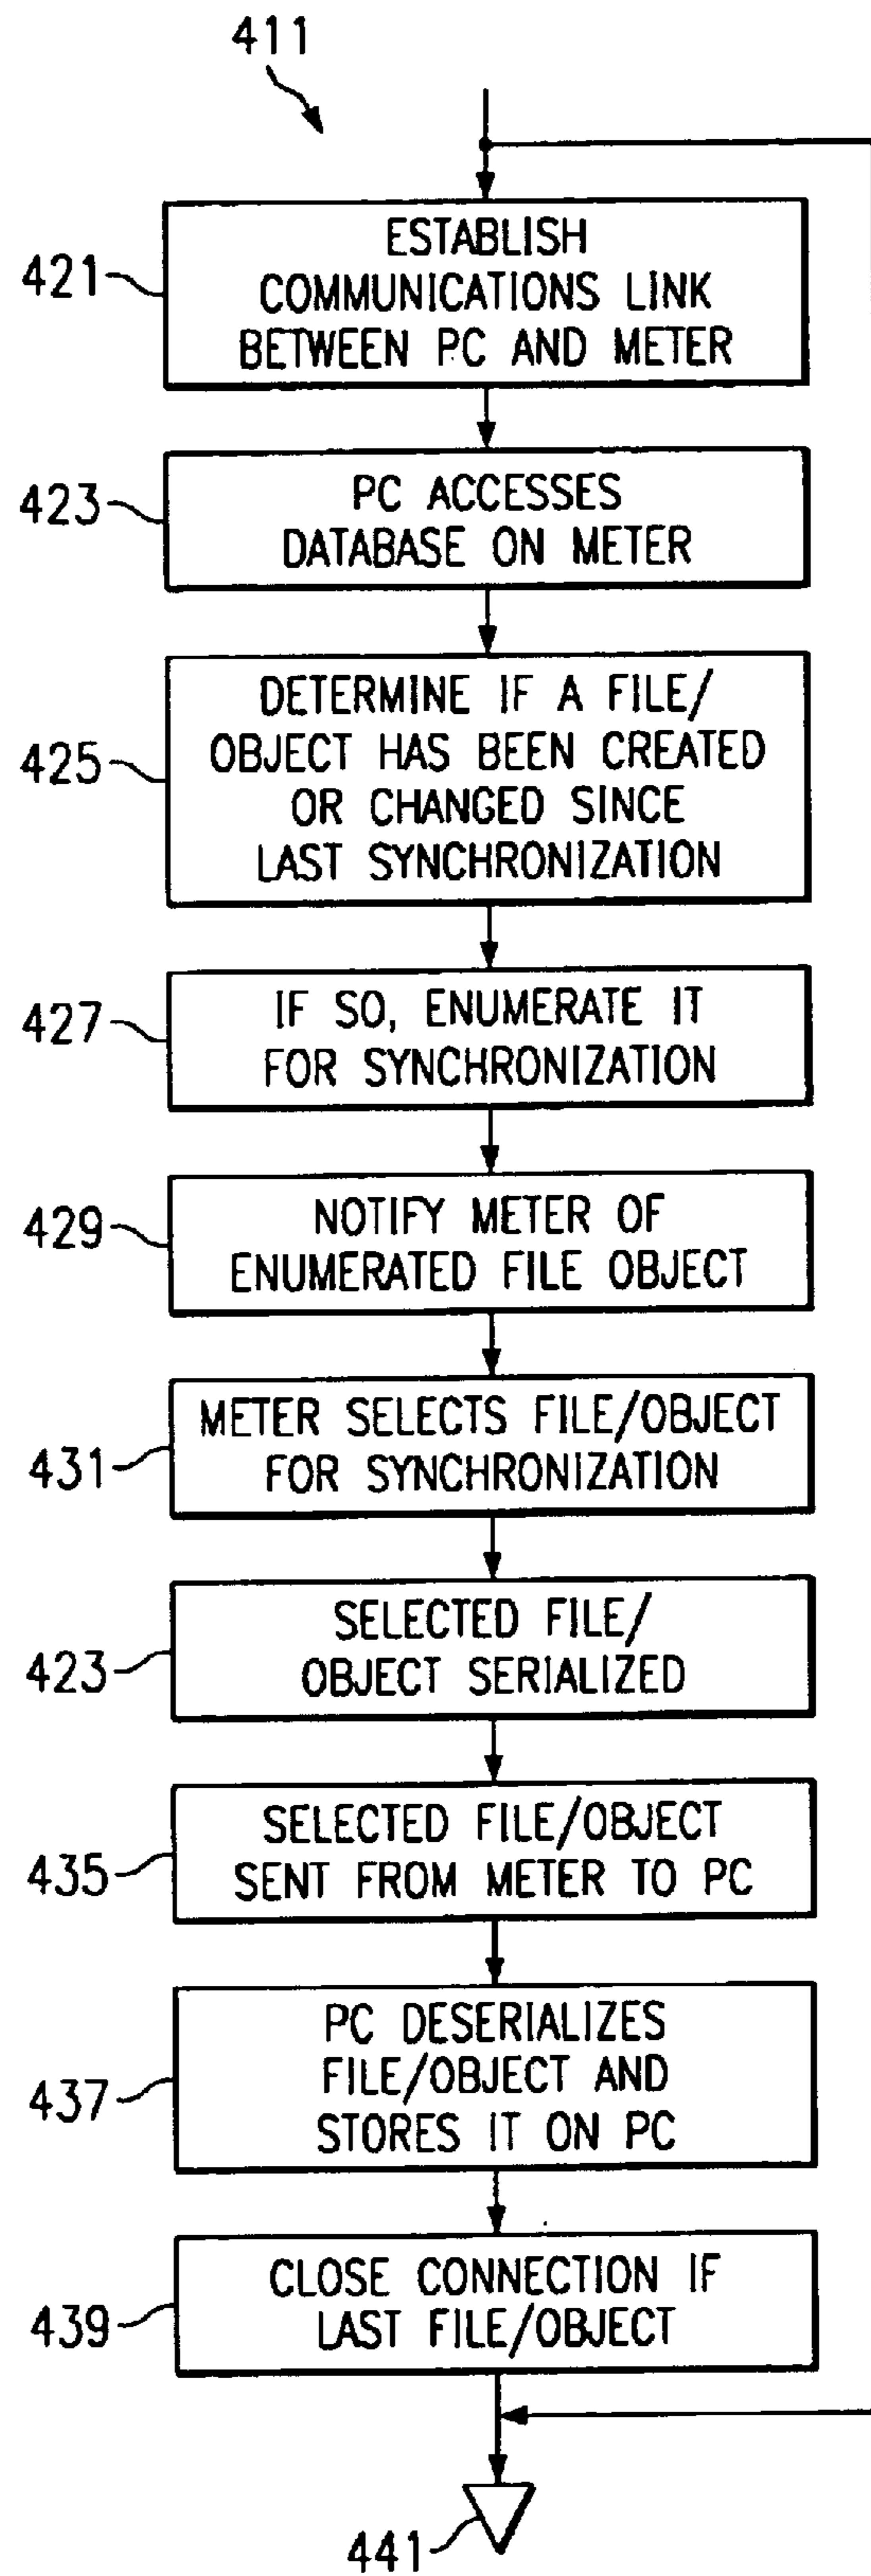 411
421
ESTABLISH
COMMUNICATIONS LINK
BETWEEN PC AND METER
423
PC ACCESSES
DATABASE ON METER
425
DETERMINE IF A FILE/
OBJECT HAS BEEN CREATED
OR CHANGED SINCE
LAST SYNCHRONIZATION
427
IF SO, ENUMERATE IT
FOR SYNCHRONIZATION
429
NOTIFY METER OF
ENUMERATED FILE OBJECT
431
METER SELECTS FILE/OBJECT
FOR SYNCHRONIZATION
423
SELECTED FILE/
OBJECT SERIALIZED
435
SELECTED FILE/OBJECT
SENT FROM METER TO PC
437
PC DESERIALIZES
FILE/OBJECT AND
STORES IT ON PC
439
CLOSE CONNECTION IF
LAST FILE/OBJECT
441